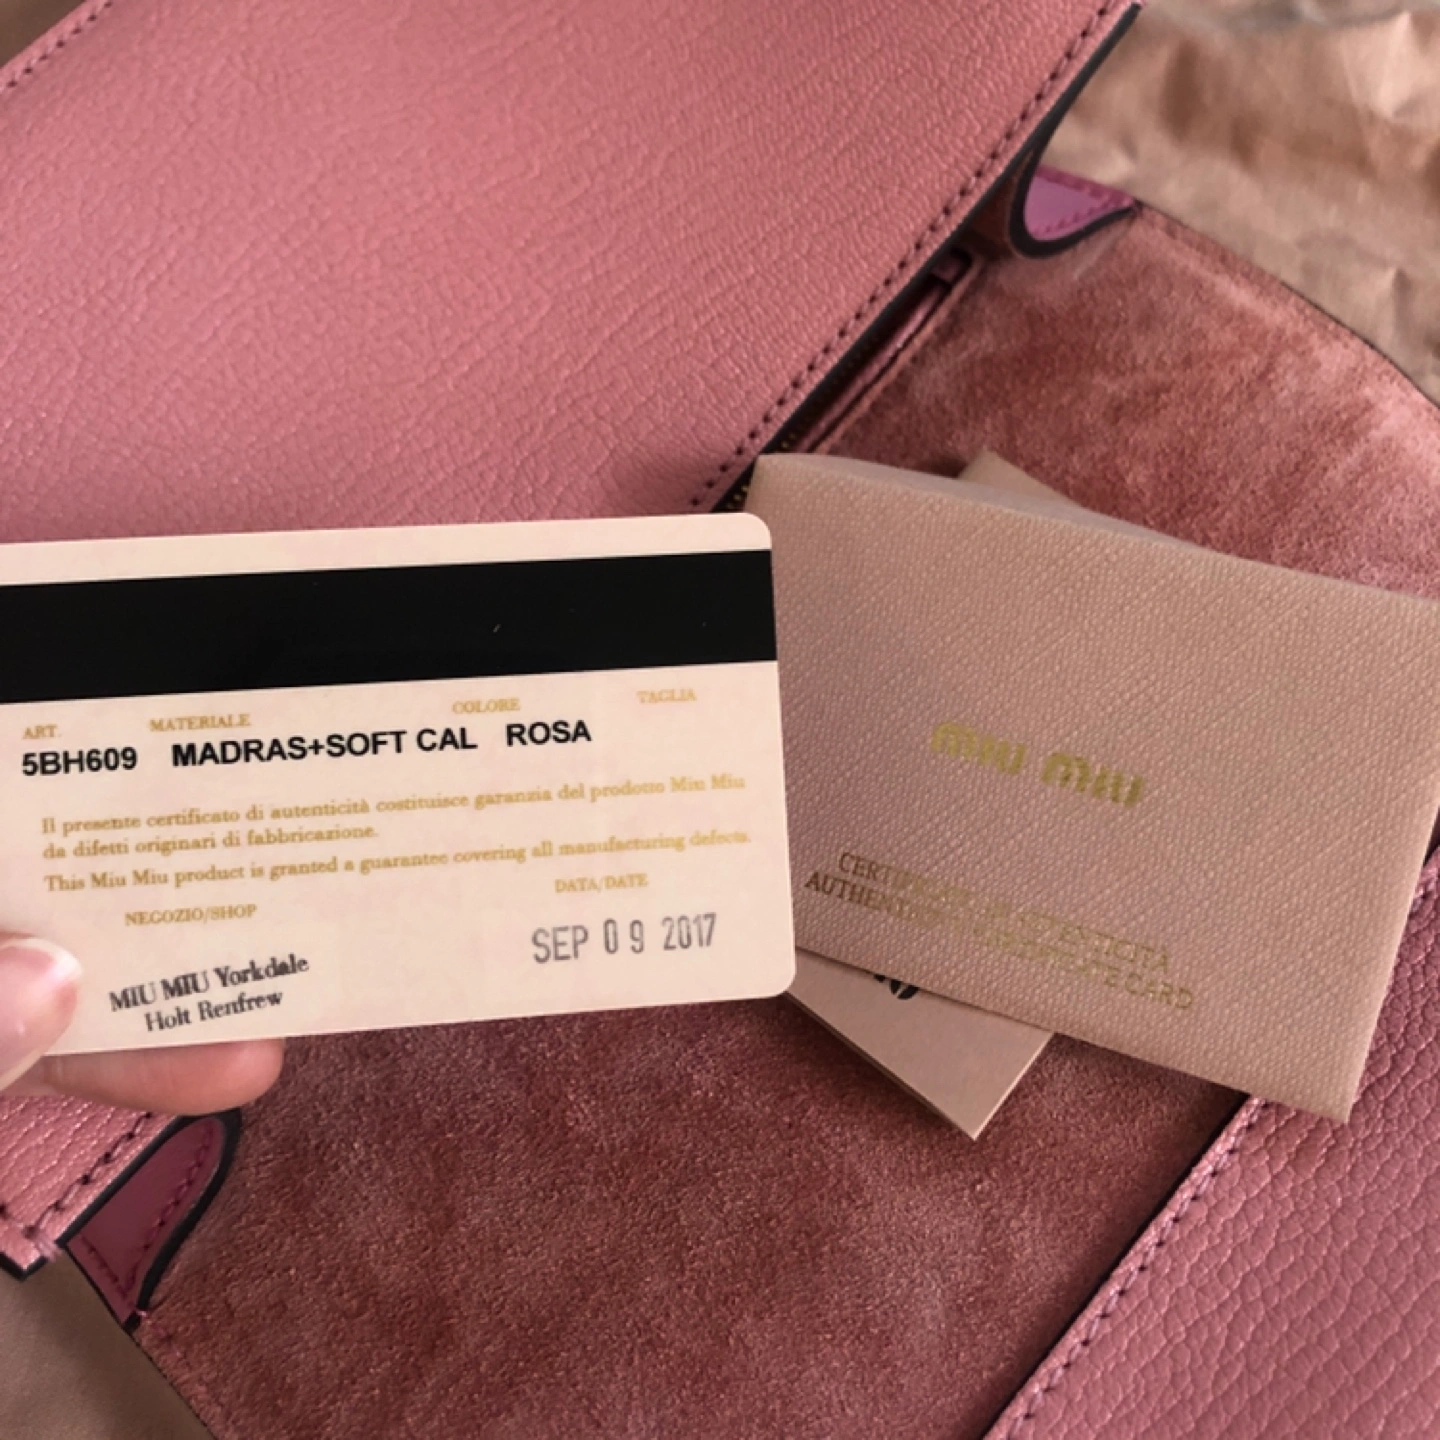 ART. MATERIALE COLORE TAGLIA
5BH609 MADRAS+SOFT CAL ROSA
Il presente certificato di autenticità costituisce garanzia del prodotto Miu Miu
da difetti originari di fabbricazione.
This Miu Miu product is granted a guarantee covering all manufacturing defects.
NEGOZIO/SHOP DATA/DATE
SEP 09 2017
MIU MIU Yorkdale
Holt Renfrew
miu miu
CERTIFICATO DI AUTENTICITÀ
AUTHENTICITY CERTIFICATE CARD